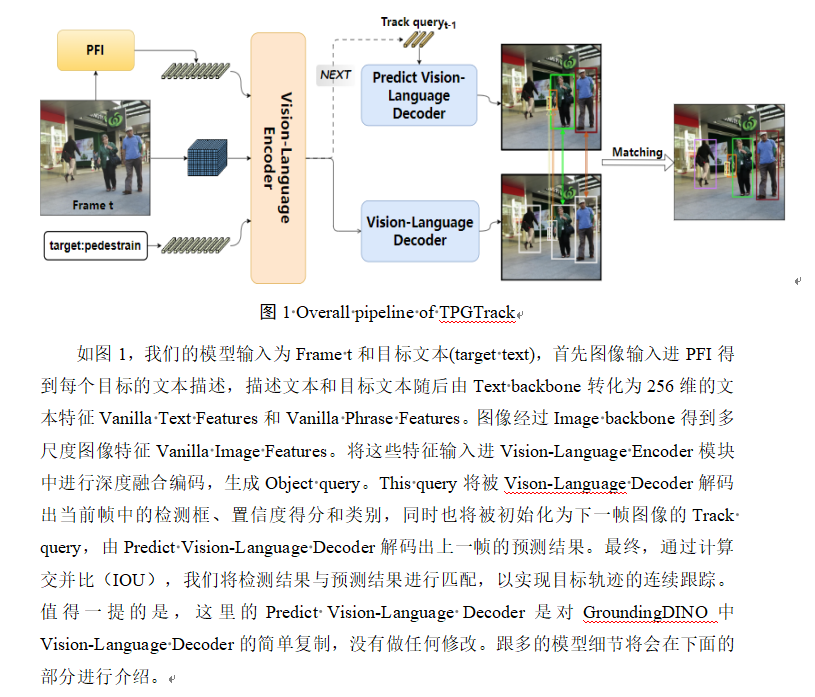 Track query t-1
PFI
NEXT
Predict Vision-
Language
Decoder
Vision-Language
Encoder
Matching
Frame t
Vision-Language
Decoder
target:pedestrain
图 1 Overall pipeline of TPGTrack
如图 1，我们的模型输入为 Frame t 和目标文本(target text)，首先图像输入进 PFI 得
到每个目标的文本描述，描述文本和目标文本随后由 Text backbone 转化为 256 维的文
本特征 Vanilla Text Features 和 Vanilla Phrase Features。图像经过 Image backbone 得到多
尺度图像特征 Vanilla Image Features。将这些特征输入进 Vision-Language Encoder 模块
中进行深度融合编码，生成 Object query。This query 将被 Vison-Language Decoder 解码
出当前帧中的检测框、置信度得分和类别，同时也将被初始化为下一帧图像的 Track
query，由 Predict Vision-Language Decoder 解码出上一帧的预测结果。最终，通过计算
交并比（IOU），我们将检测结果与预测结果进行匹配，以实现目标轨迹的连续跟踪。
值得一提的是，这里的 Predict Vision-Language Decoder 是对 GroundingDINO 中
Vision-Language Decoder 的简单复制，没有做任何修改。跟多的模型细节将会在下面的
部分进行介绍。